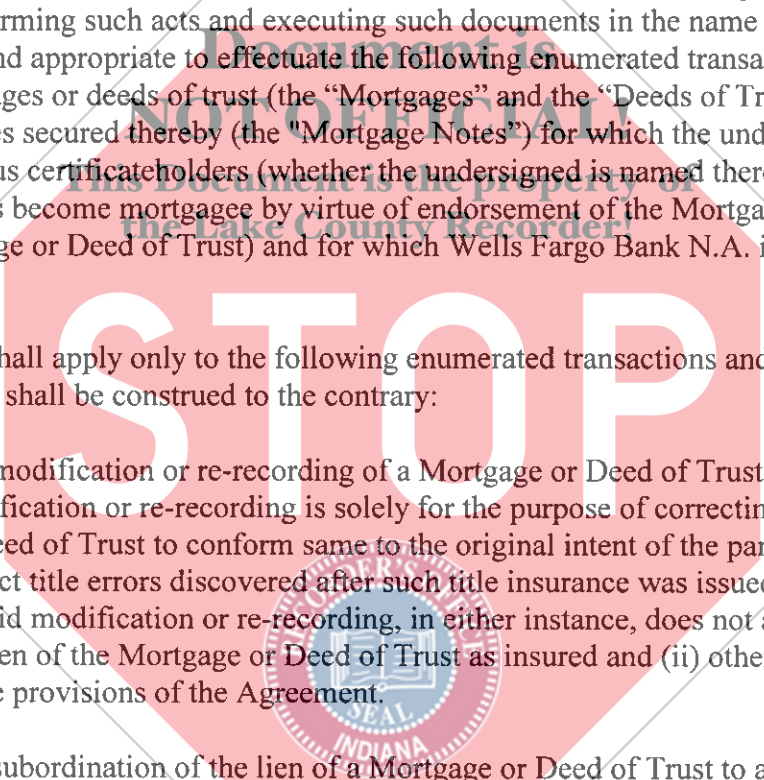 rming such acts and executing such documents in the name
nd appropriate to effectuate the following enumerated transa
Document is
ges or deeds of trust (the “Mortgages” and the “Deeds of Tr
NOT OFFICIAL!
s secured thereby (the "Mortgage Notes”) for which the und
us certificateholders (whether the undersigned is named ther
This Document is the property of
s become mortgagee by virtue of endorsement of the Mortga
the Lake County Recorder!
ge or Deed of Trust) and for which Wells Fargo Bank N.A. i
STOP
hall apply only to the following enumerated transactions and
shall be construed to the contrary:
modification or re-recording of a Mortgage or Deed of Trust
fication or re-recording is solely for the purpose of correctin
eed of Trust to conform same to the original intent of the par
ct title errors discovered after such title insurance was issued
id modification or re-recording, in either instance, does not a
en of the Mortgage or Deed of Trust as insured and (ii) othe
e provisions of the Agreement.
RECORDER'S
SEAL
INDIANA
subordination of the lien of a Mortgage or Deed of Trust to a